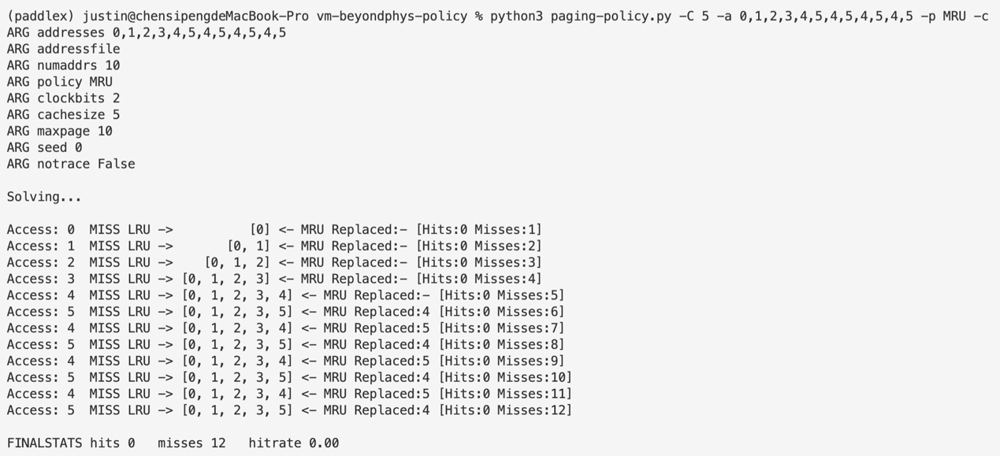 (paddlex) justin@chensipengdeMacBook-Pro vm-beyondphys-policy % python3 paging-policy.py -C 5 -a 0,1,2,3,4,5,4,5,4,5,4,5 -p MRU -c
ARG addresses 0,1,2,3,4,5,4,5,4,5,4,5
ARG addressfile
ARG numaddrs 10
ARG policy MRU
ARG clockbits 2
ARG cachesize 5
ARG maxpage 10
ARG seed 0
ARG notrace False

Solving...

Access: 0  MISS LRU ->          [0] <- MRU Replaced:- [Hits:0 Misses:1]
Access: 1  MISS LRU ->       [0, 1] <- MRU Replaced:- [Hits:0 Misses:2]
Access: 2  MISS LRU ->    [0, 1, 2] <- MRU Replaced:- [Hits:0 Misses:3]
Access: 3  MISS LRU -> [0, 1, 2, 3] <- MRU Replaced:- [Hits:0 Misses:4]
Access: 4  MISS LRU -> [0, 1, 2, 3, 4] <- MRU Replaced:- [Hits:0 Misses:5]
Access: 5  MISS LRU -> [0, 1, 2, 3, 5] <- MRU Replaced:4 [Hits:0 Misses:6]
Access: 4  MISS LRU -> [0, 1, 2, 3, 4] <- MRU Replaced:5 [Hits:0 Misses:7]
Access: 5  MISS LRU -> [0, 1, 2, 3, 5] <- MRU Replaced:4 [Hits:0 Misses:8]
Access: 4  MISS LRU -> [0, 1, 2, 3, 4] <- MRU Replaced:5 [Hits:0 Misses:9]
Access: 5  MISS LRU -> [0, 1, 2, 3, 5] <- MRU Replaced:4 [Hits:0 Misses:10]
Access: 4  MISS LRU -> [0, 1, 2, 3, 4] <- MRU Replaced:5 [Hits:0 Misses:11]
Access: 5  MISS LRU -> [0, 1, 2, 3, 5] <- MRU Replaced:4 [Hits:0 Misses:12]

FINALSTATS hits 0   misses 12   hitrate 0.00